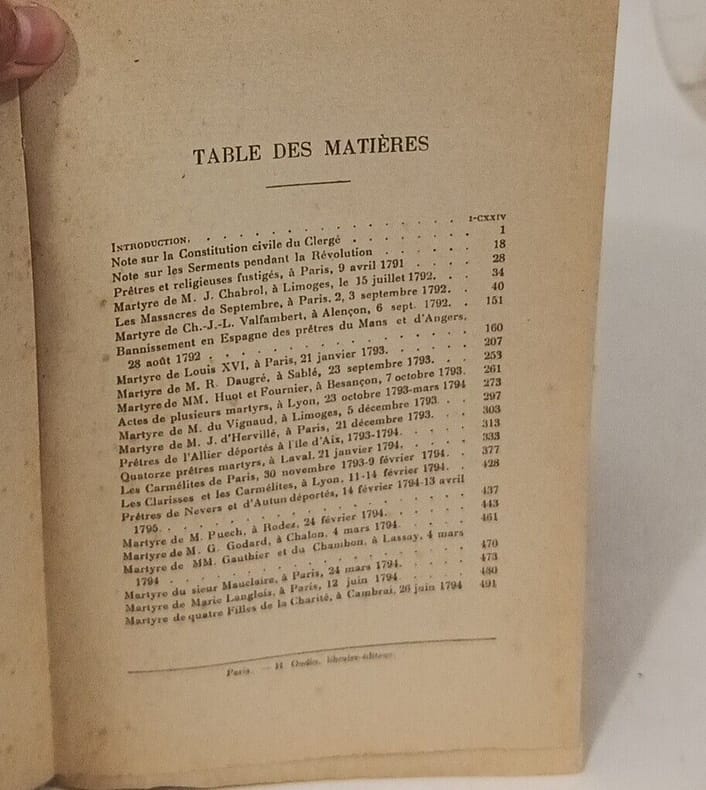 TABLE DES MATIÈRES
INTRODUCTION. . . . . . . . . . . I-CXXIV
Note sur la Constitution civile du Clergé . . . . . 1
Note sur les Serments pendant la Révolution . . . . 18
Prêtres et religieuses fustigés, à Paris, 9 avril 1791 . . . 28
Martyre de M. J. Chabrol, à Limoges, le 15 juillet 1792. . . 34
Les Massacres de Septembre, à Paris, 2, 3 septembre 1792. . 40
Martyre de Ch.-J.-L. Valfambert, à Alençon, 6 sept. 1792. . 151
Bannissement en Espagne des prêtres du Mans et d'Angers,
28 août 1792 . . . . . . . . . . . 160
Martyre de Louis XVI, à Paris, 21 janvier 1793. . . . . 207
Martyre de M. R. Daugré, à Sablé, 23 septembre 1793. . . 253
Martyre de MM. Huot et Fournier, à Besançon, 7 octobre 1793. 261
Actes de plusieurs martyrs, à Lyon, 23 octobre 1793-mars 1794 273
Martyre de M. du Vignaud, à Limoges, 5 décembre 1793 . . 297
Martyre de M. J. d'Hervillé, à Paris, 21 décembre 1793. . . 303
Prêtres de l'Allier déportés à l'île d'Aix, 1793-1794. . . . 313
Quatorze prêtres martyrs, à Laval, 21 janvier 1794. . . . 333
Les Carmélites de Paris, 30 novembre 1793-9 février 1794. . 377
Les Clarisses et les Carmélites, à Lyon, 11-14 février 1794. . 428
Prêtres de Nevers et d'Autun déportés, 14 février 1794-13 avril
1795. . . . . . . . . . . . . 437
Martyre de M. Puech, à Rodez, 24 février 1794. . . . . 443
Martyre de M. G. Godard, à Chalon, 4 mars 1794. . . . . 461
Martyre de MM. Gauthier et du Chambon, à Lassay, 4 mars
1794 . . . . . . . . . . . . . 470
Martyre du sieur Mauclaire, à Paris, 24 mars 1794. . . . . 473
Martyre de Marie Langlois, à Paris, 12 juin 1794. . . . . 480
Martyre de quatre Filles de la Charité, à Cambrai, 26 juin 1794 491
Paris. — H. Oudin, libraire-éditeur.